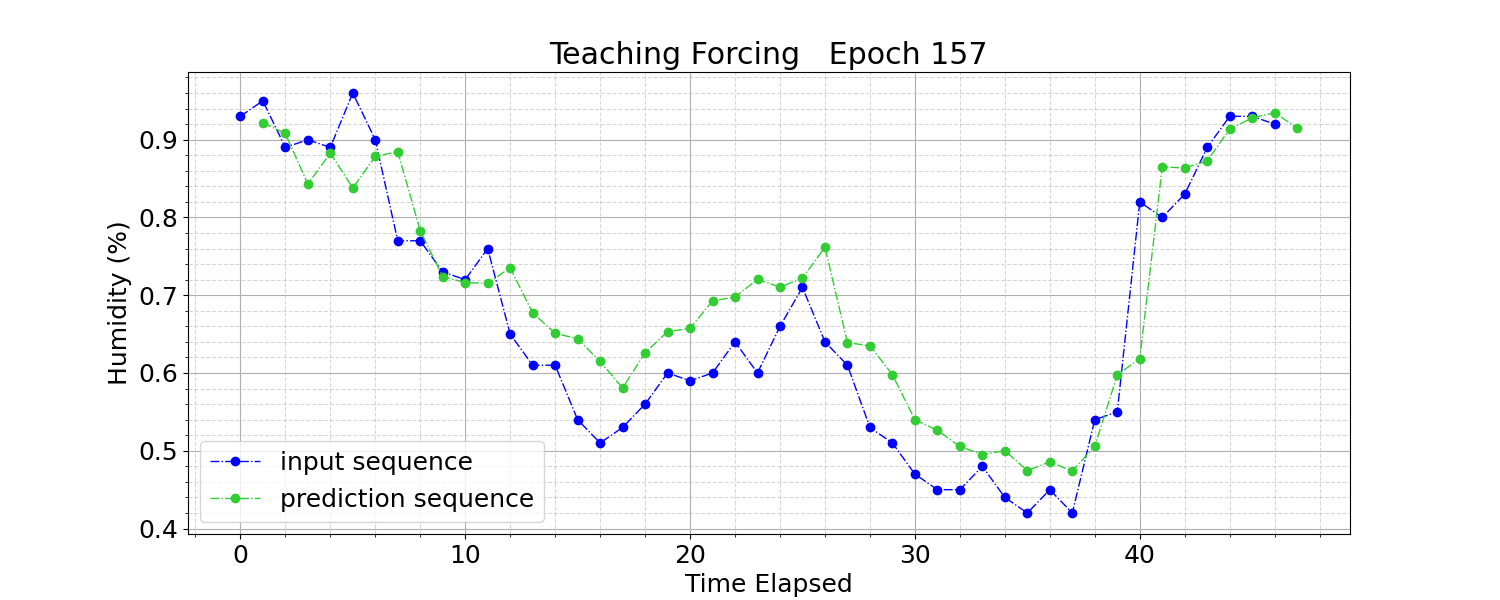 Teaching Forcing   Epoch 157
Humidity (%)
0.9
0.8
0.7
0.6
0.5
0.4
input sequence
prediction sequence
0 10 20 30 40
Time Elapsed